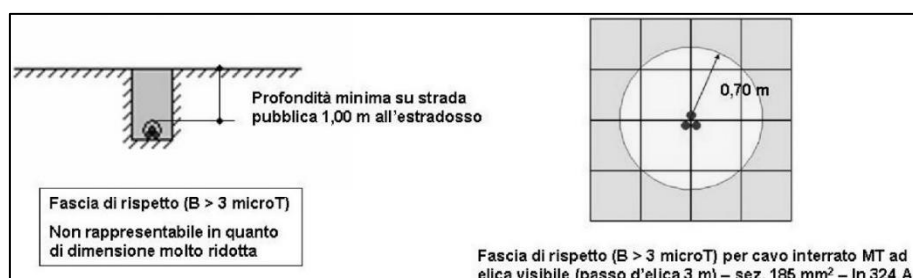 Profondità minima su strada
pubblica 1,00 m all'estradosso
Fascia di rispetto (B > 3 microT)
Non rappresentabile in quanto
di dimensione molto ridotta
0,70 m
Fascia di rispetto (B > 3 microT) per cavo interrato MT ad
elica visibile (passo d'elica 3 m) – sez. 185 mm² – In 324 A